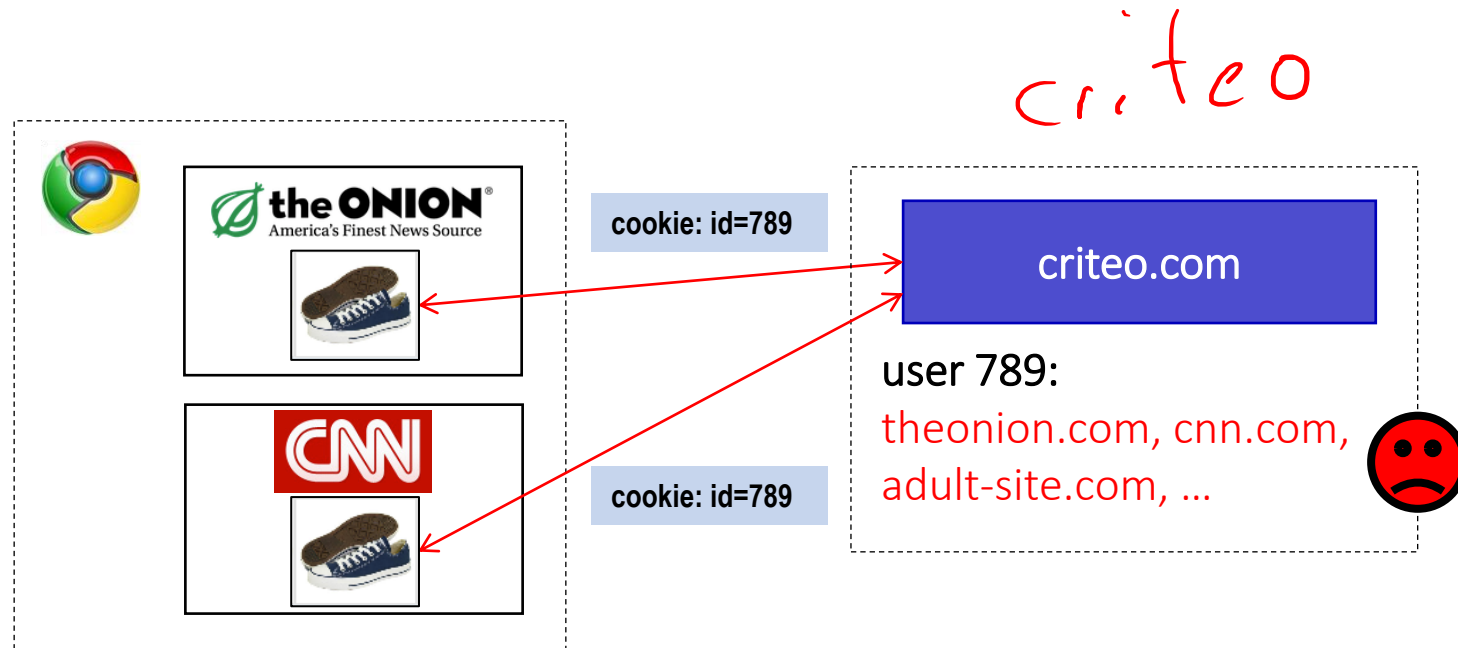 criteo
the ONION®
America's Finest News Source
cookie: id=789
criteo.com
user 789:
theonion.com, cnn.com,
adult-site.com, ...
CNN
cookie: id=789